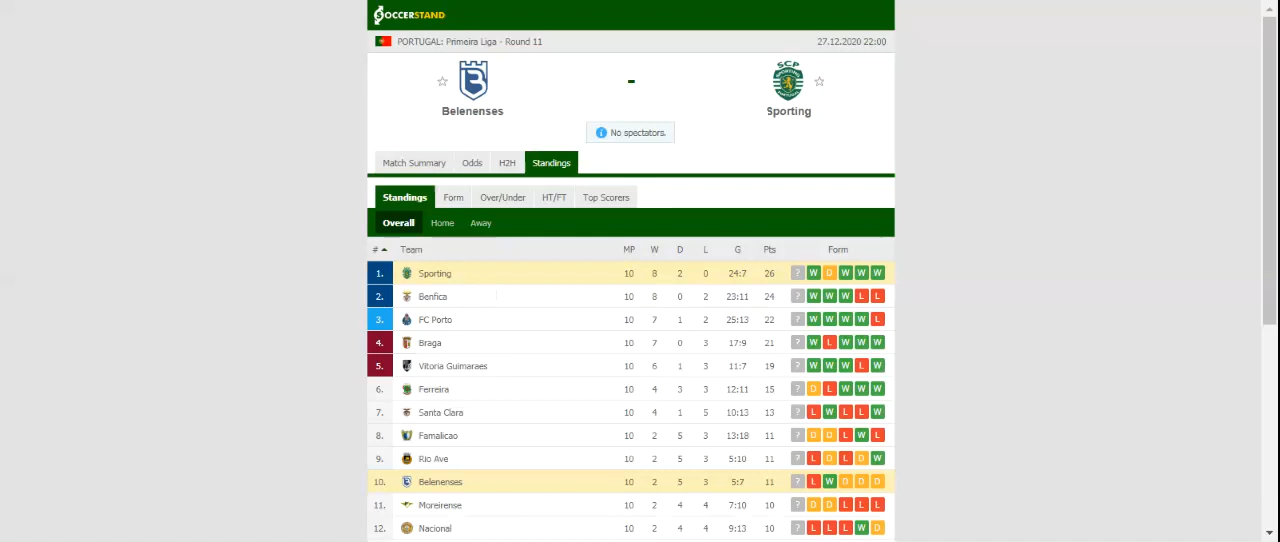 SOCCERSTAND
PORTUGAL: Primeira Liga - Round 11 27.12.2020 22:00
SCP
SPORTING
-
Belenenses Sporting
i No spectators.
Match Summary Odds H2H Standings
Standings Form Over/Under HT/FT Top Scorers
Overall Home Away
# Team MP W D L G Pts Form
1. Sporting 10 8 2 0 24:7 26 ? W D W W W
2. Benfica 10 8 0 2 23:11 24 ? W W W L L
3. FC Porto 10 7 1 2 25:13 22 ? W W W W L
4. Braga 10 7 0 3 17:9 21 ? W L W W W
5. Vitoria Guimaraes 10 6 1 3 11:7 19 ? W W W L W
6. Ferreira 10 4 3 3 12:11 15 ? D L W W W
7. Santa Clara 10 4 1 5 10:13 13 ? L W L L W
8. Famalicao 10 2 5 3 13:18 11 ? D D L W L
9. Rio Ave 10 2 5 3 5:10 11 ? L D L D W
10. Belenenses 10 2 5 3 5:7 11 ? L W D D D
11. Moreirense 10 2 4 4 7:10 10 ? D D L L L
12. Nacional 10 2 4 4 9:13 10 ? L L L W D